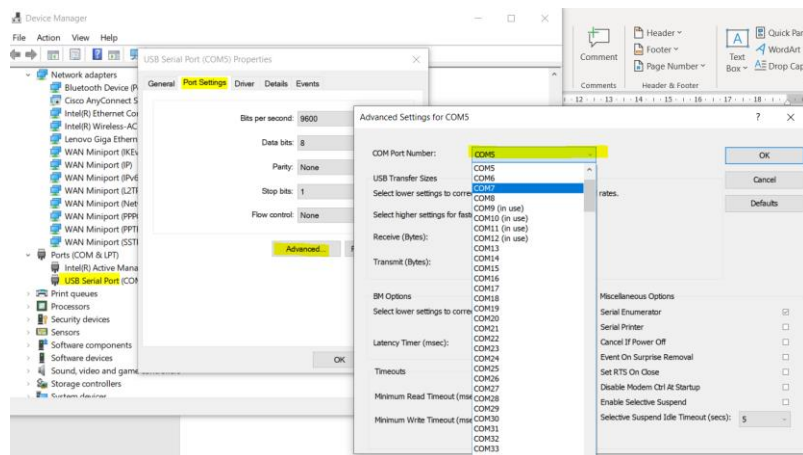 Device Manager
File Action View Help
Network adapters
Bluetooth Device
Cisco AnyConnect
Intel(R) Ethernet
Intel(R) Wireless-AC
Lenovo Giga Ethern
WAN Miniport
WAN Miniport (IP)
WAN Miniport
WAN Miniport
WAN Miniport
WAN Miniport
WAN Miniport
WAN Miniport
Ports (COM & LPT)
Intel(R) Active Mana
USB Serial Port
Print queues
Processors
Security devices
Sensors
Software components
Software devices
Sound, video and game
Storage controllers
System devices
USB Serial Port (COM5) Properties
General Port Settings Driver Details Events
Bits per second: 9600
Data bits: 8
Parity: None
Stop bits: 1
Flow control: None
Advanced...
OK
Comment
Comments
Header
Footer
Page Number
Header & Footer
Text Box
Quick Par
WordArt
Drop Cap
12 13 14 15 16 17 18
Advanced Settings for COM5
COM Port Number: COM5
USB Transfer Sizes
Select lower settings to corre
rates.
Select higher settings for fast
Receive (Bytes):
Transmit (Bytes):
BM Options
Select lower settings to corre
Latency Timer (msec):
Timeouts
Minimum Read Timeout (mse
Minimum Write Timeout (mse
COM5
COM6
COM7
COM8
COM9 (in use)
COM10 (in use)
COM11 (in use)
COM12 (in use)
COM13
COM14
COM15
COM16
COM17
COM18
COM19
COM20
COM21
COM22
COM23
COM24
COM25
COM26
COM27
COM28
COM29
COM30
COM31
COM32
COM33
OK
Cancel
Defaults
Miscellaneous Options
Serial Enumerator
Serial Printer
Cancel If Power Off
Event On Surprise Removal
Set RTS On Close
Disable Modem Ctrl At Startup
Enable Selective Suspend
Selective Suspend Idle Timeout (secs): 5